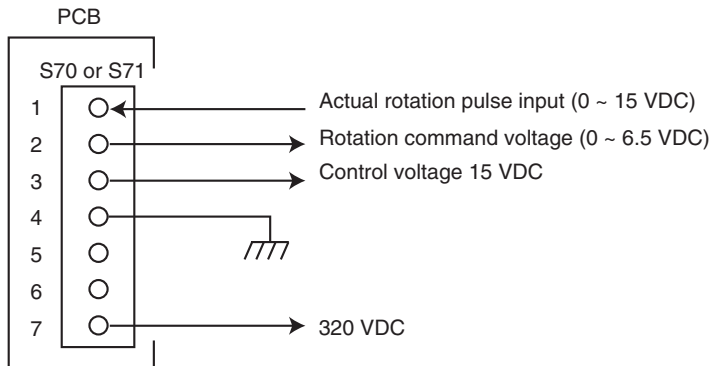 PCB
S70 or S71
1 Actual rotation pulse input (0 ~ 15 VDC)
2 Rotation command voltage (0 ~ 6.5 VDC)
3 Control voltage 15 VDC
4
5
6
7 320 VDC